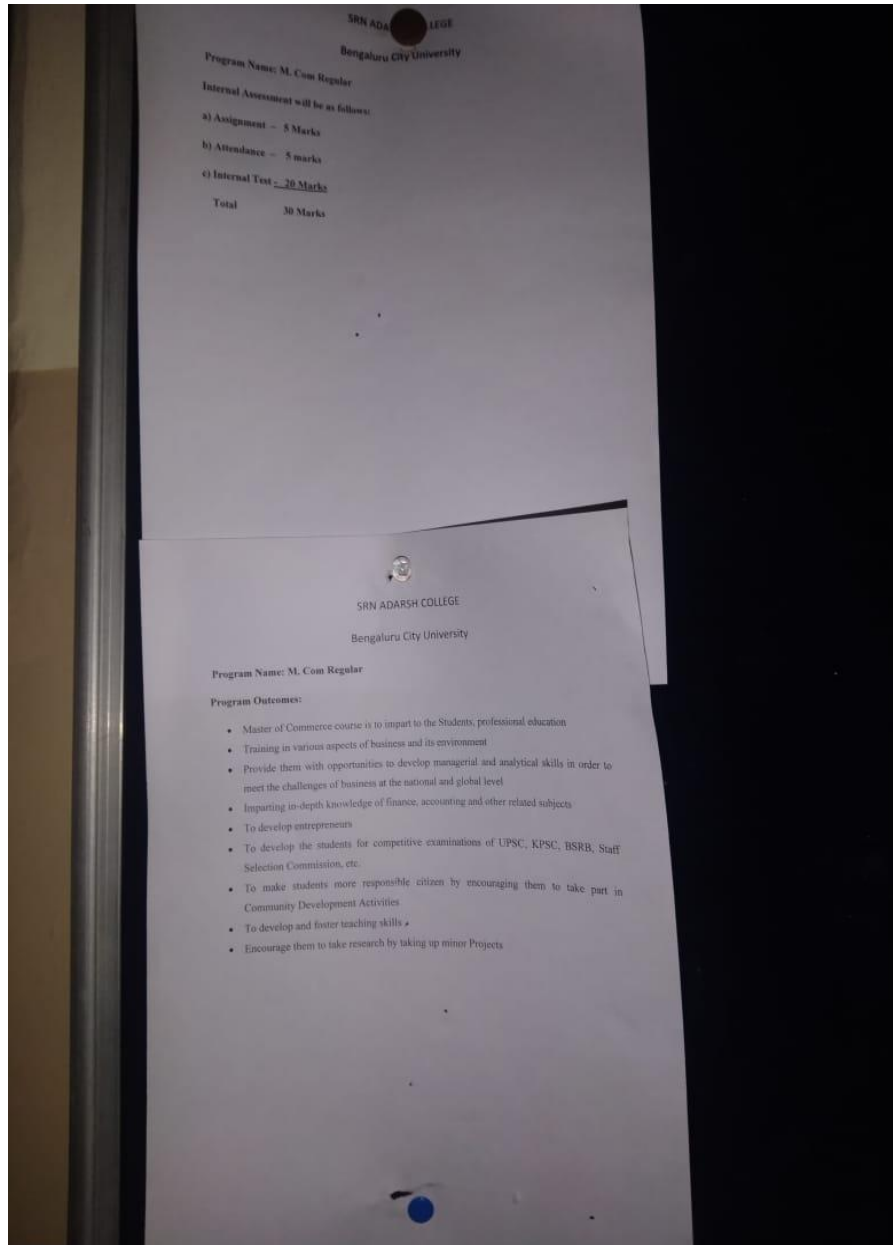 SRN ADA LEGE
Bengaluru City University
Program Name: M. Com Regular
Internal Assessment will be as follows:
a) Assignment – 5 Marks
b) Attendance – 5 marks
c) Internal Test - 20 Marks
Total 30 Marks
SRN ADARSH COLLEGE
Bengaluru City University
Program Name: M. Com Regular
Program Outcomes:
• Master of Commerce course is to impart to the Students, professional education
• Training in various aspects of business and its environment
• Provide them with opportunities to develop managerial and analytical skills in order to
meet the challenges of business at the national and global level
• Imparting in-depth knowledge of finance, accounting and other related subjects
• To develop entrepreneurs
• To develop the students for competitive examinations of UPSC, KPSC, BSRB, Staff
Selection Commission, etc.
• To make students more responsible citizen by encouraging them to take part in
Community Development Activities
• To develop and foster teaching skills
• Encourage them to take research by taking up minor Projects